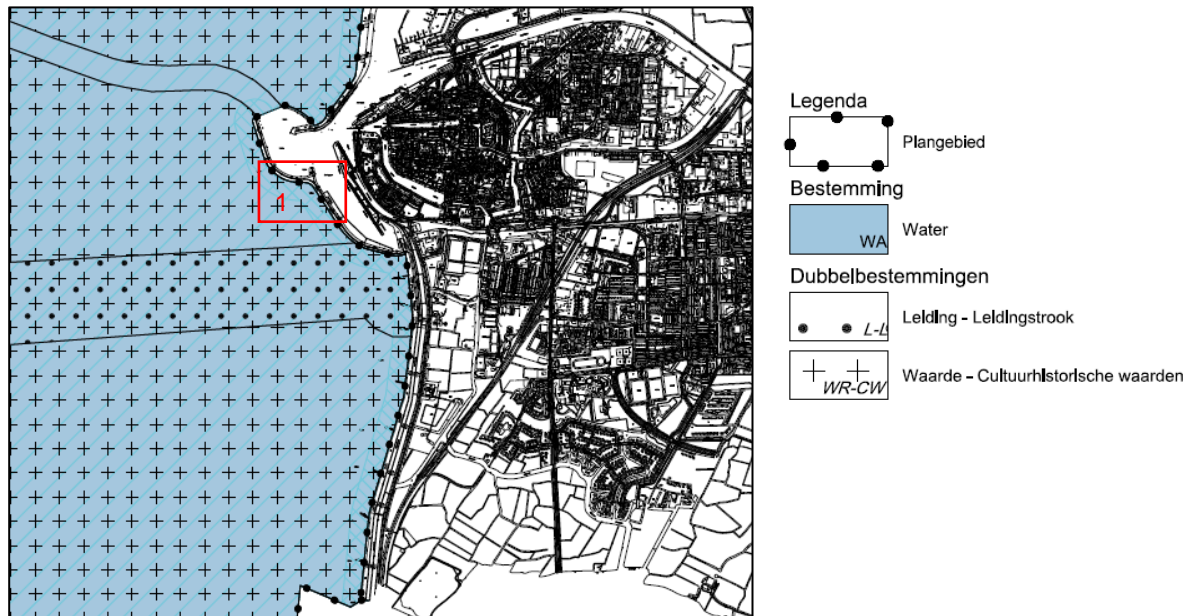 1
Legenda
Plangebied
Bestemming
WA
Water
Dubbelbestemmingen
L-L
Leiding - Leidingstrook
WR-CW
Waarde - Cultuurhistorische waarden